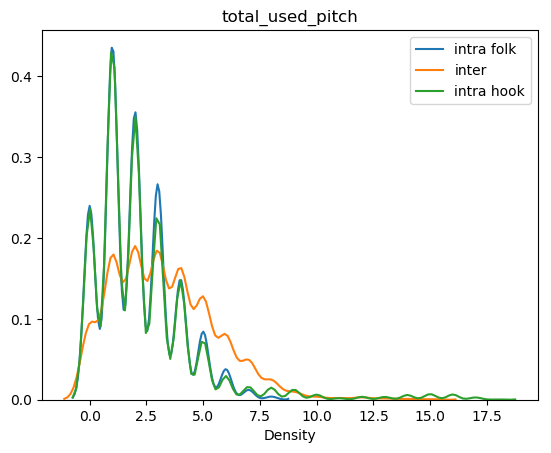 total_used_pitch
intra folk
inter
intra hook
0.4
0.3
0.2
0.1
0.0
0.0 2.5 5.0 7.5 10.0 12.5 15.0 17.5
Density